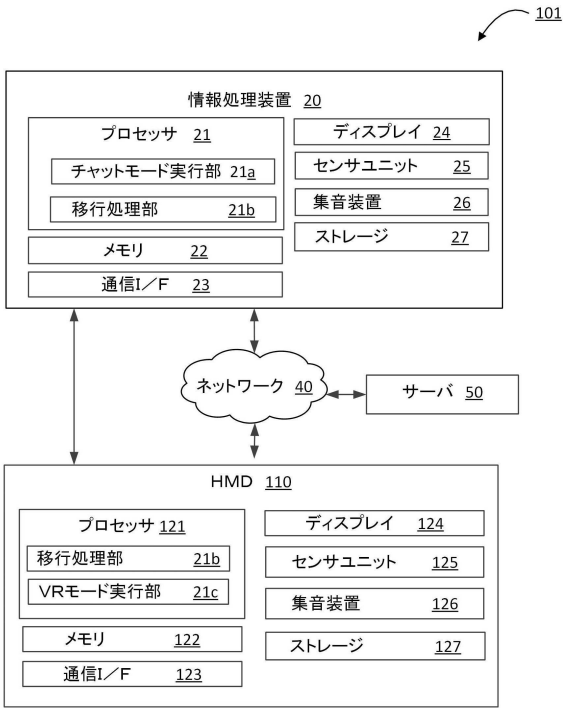 101
情報処理装置 20
プロセッサ 21
チャットモード実行部 21a
移行処理部 21b
メモリ 22
通信I／F 23
ディスプレイ 24
センサユニット 25
集音装置 26
ストレージ 27
ネットワーク 40
サーバ 50
HMD 110
プロセッサ 121
移行処理部 21b
VRモード実行部 21c
メモリ 122
通信I／F 123
ディスプレイ 124
センサユニット 125
集音装置 126
ストレージ 127